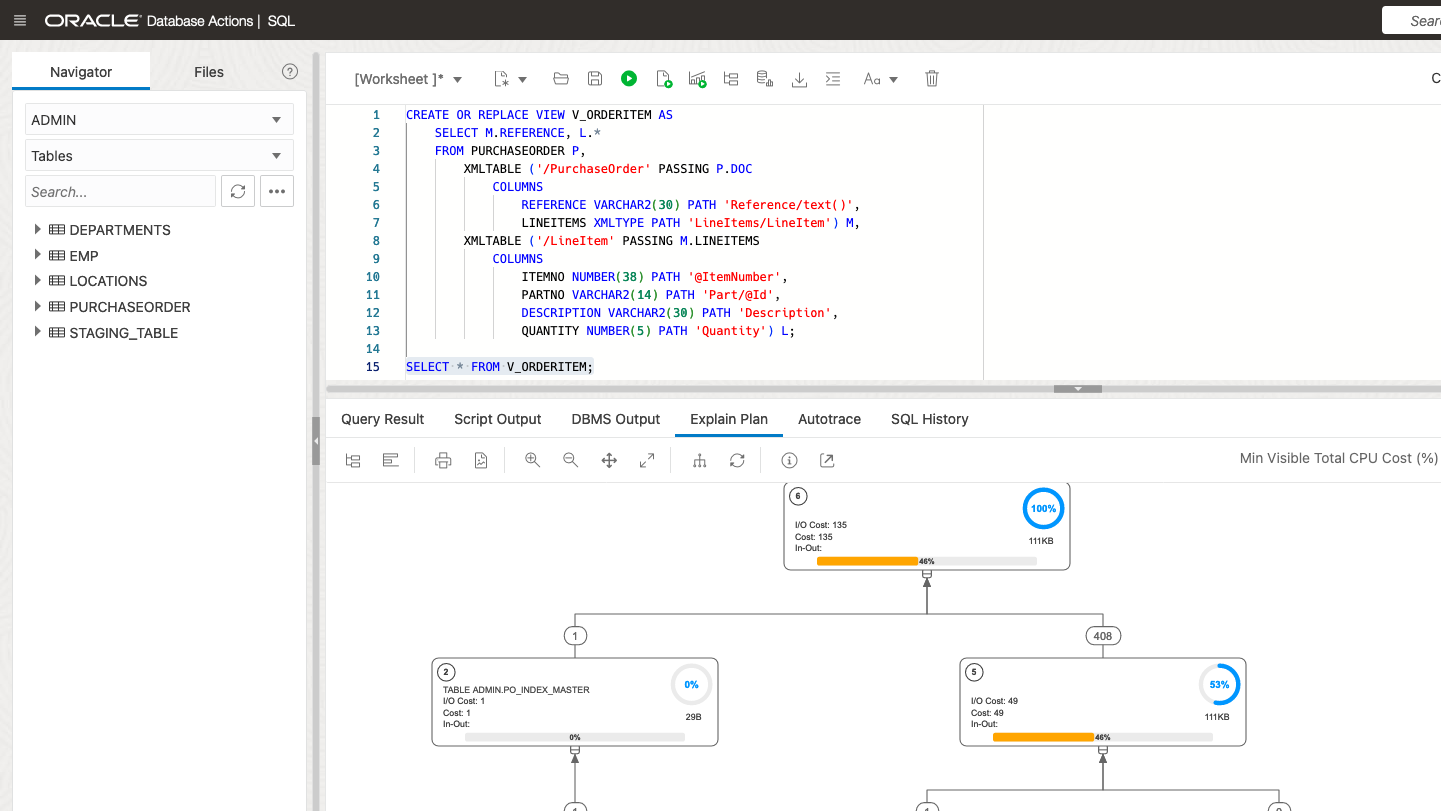 ORACLE Database Actions | SQL
Sear
Navigator
Files
?
ADMIN
Tables
Search...
DEPARTMENTS
EMP
LOCATIONS
PURCHASEORDER
STAGING_TABLE
[Worksheet ]*
Aa
C
1 CREATE OR REPLACE VIEW V_ORDERITEM AS
2 SELECT M.REFERENCE, L.*
3 FROM PURCHASEORDER P,
4 XMLTABLE ('/PurchaseOrder' PASSING P.DOC
5 COLUMNS
6 REFERENCE VARCHAR2(30) PATH 'Reference/text()',
7 LINEITEMS XMLTYPE PATH 'LineItems/LineItem') M,
8 XMLTABLE ('/LineItem' PASSING M.LINEITEMS
9 COLUMNS
10 ITEMNO NUMBER(38) PATH '@ItemNumber',
11 PARTNO VARCHAR2(14) PATH 'Part/@Id',
12 DESCRIPTION VARCHAR2(30) PATH 'Description',
13 QUANTITY NUMBER(5) PATH 'Quantity') L;
14
15 SELECT * FROM V_ORDERITEM;
Query Result Script Output DBMS Output Explain Plan Autotrace SQL History
Min Visible Total CPU Cost (%)
6
100%
I/O Cost: 135
Cost: 135
In-Out:
111KB
46%
1
408
2
0%
TABLE ADMIN.PO_INDEX_MASTER
I/O Cost: 1
Cost: 1
In-Out:
29B
0%
5
53%
I/O Cost: 49
Cost: 49
In-Out:
111KB
46%